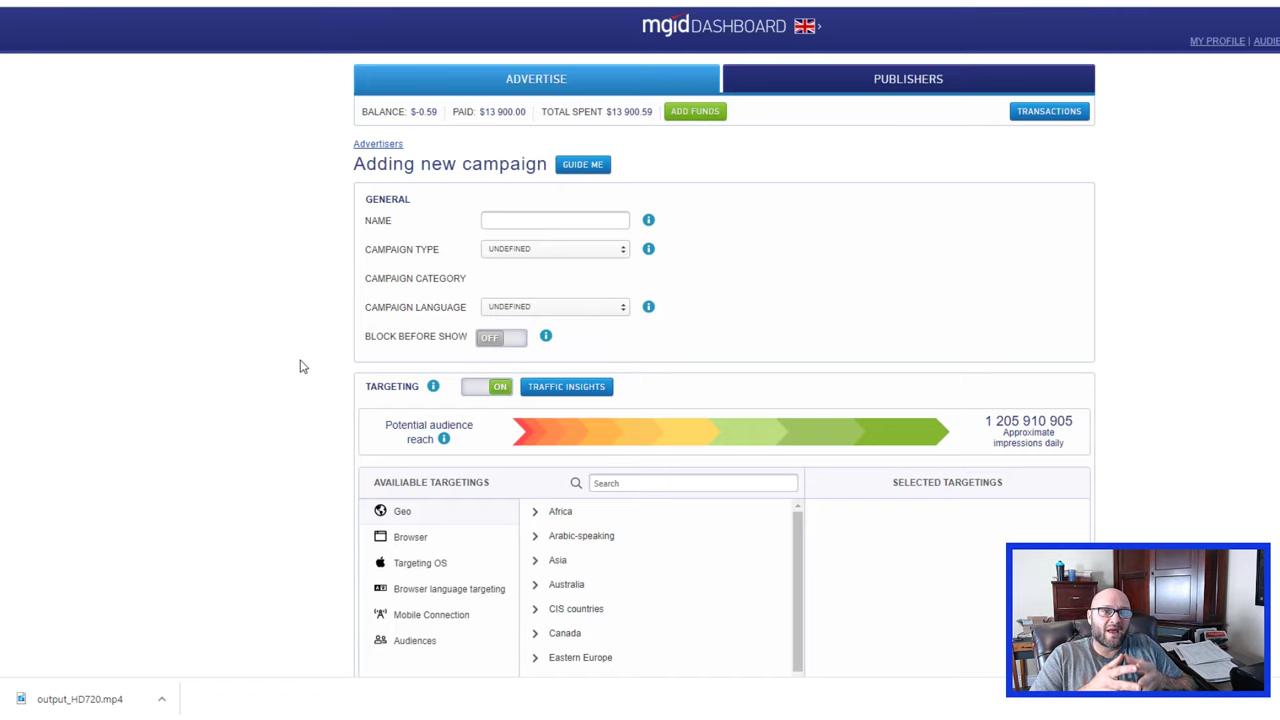 mgid DASHBOARD
MY PROFILE | AUDIE
ADVERTISE
PUBLISHERS
BALANCE: $-0.59 PAID: $13 900.00 TOTAL SPENT $13 900.59 ADD FUNDS TRANSACTIONS
Advertisers
Adding new campaign GUIDE ME
GENERAL
NAME
CAMPAIGN TYPE UNDEFINED
CAMPAIGN CATEGORY
CAMPAIGN LANGUAGE UNDEFINED
BLOCK BEFORE SHOW OFF
TARGETING ON TRAFFIC INSIGHTS
Potential audience
reach
1 205 910 905
Approximate
impressions daily
AVAILIABLE TARGETINGS Search SELECTED TARGETINGS
Geo
Browser
Targeting OS
Browser language targeting
Mobile Connection
Audiences
Africa
Arabic-speaking
Asia
Australia
CIS countries
Canada
Eastern Europe
output_HD720.mp4